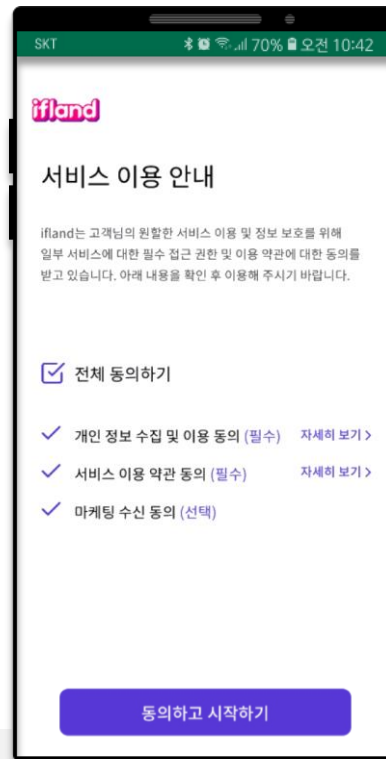 SKT 70% 오전 10:42
ifland
서비스 이용 안내
ifland는 고객님의 원할한 서비스 이용 및 정보 보호를 위해
일부 서비스에 대한 필수 접근 권한 및 이용 약관에 대한 동의를
받고 있습니다. 아래 내용을 확인 후 이용해 주시기 바랍니다.
전체 동의하기
개인 정보 수집 및 이용 동의 (필수) 자세히 보기 >
서비스 이용 약관 동의 (필수) 자세히 보기 >
마케팅 수신 동의 (선택)
동의하고 시작하기